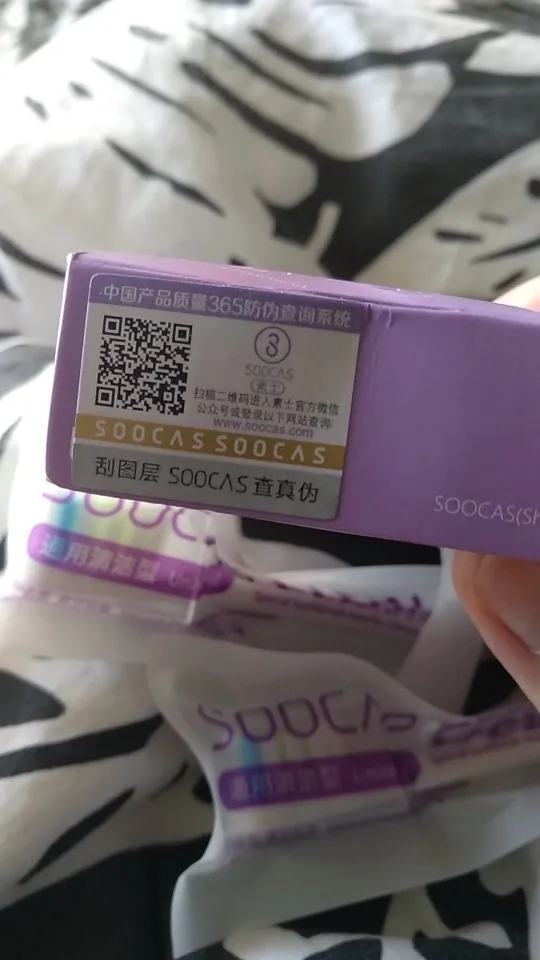 中国产品质量365防伪查询系统
SOOCAS
素士
扫描二维码进入素士官方微信
公众号或登录以下网站查询:
www.soocas.com
SOOCAS SOOCAS
刮图层 SOOCAS 查真伪
SOOCAS(Sh
SOOC
通用清洁型
SOOCAS
通用清洁型